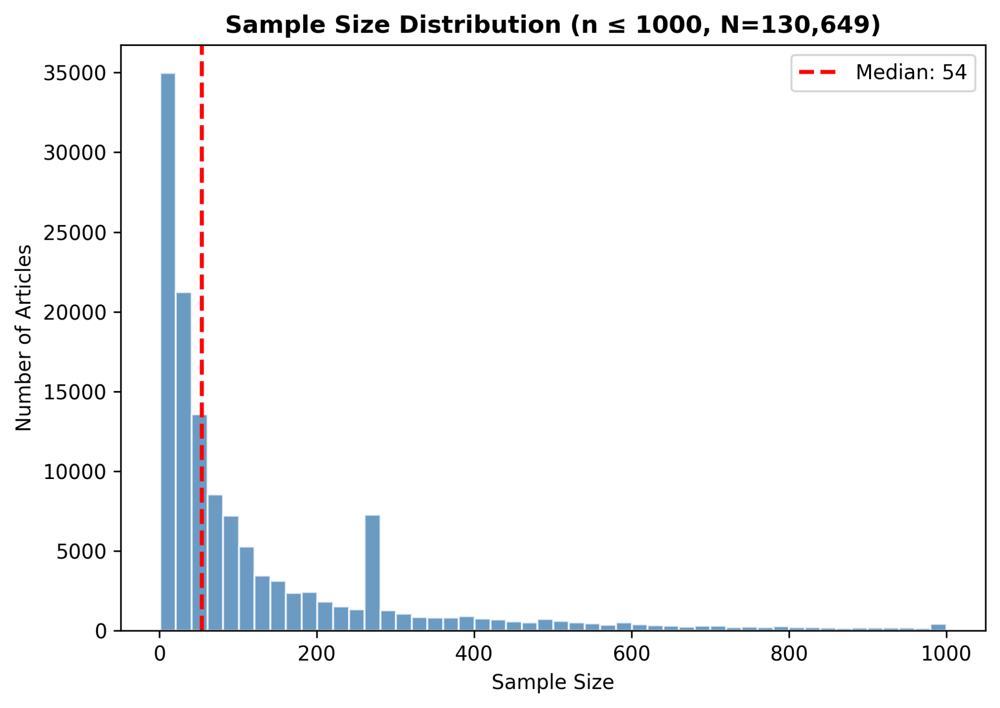 Sample Size Distribution (n ≤ 1000, N=130,649)
Median: 54
Number of Articles
35000
30000
25000
20000
15000
10000
5000
0
0 200 400 600 800 1000
Sample Size